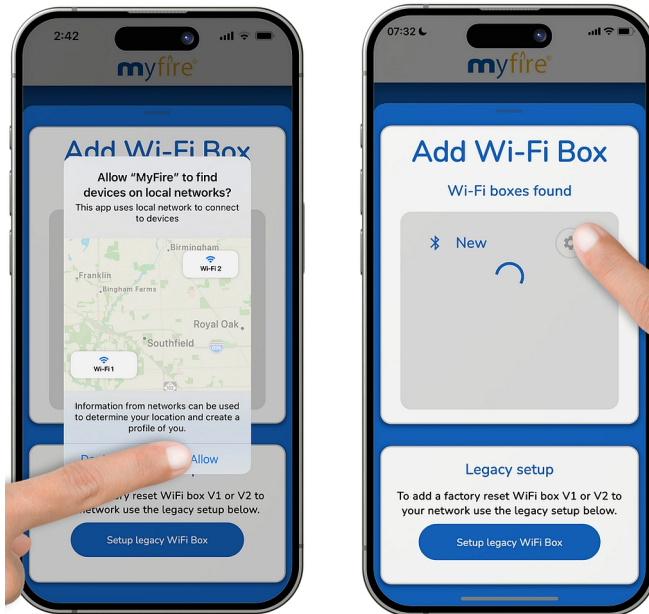 2:42
myfire®
Add Wi-Fi Box
Allow “MyFire” to find
devices on local networks?
This app uses local network to connect
to devices
Birmingham
Wi-Fi 2
Franklin
Bingham Farms
Royal Oak
Southfield
696
Wi-Fi 1
102
Information from networks can be used
to determine your location and create a
profile of you.
Allow
reset WiFi box V1 or V2 to
network use the legacy setup below.
Setup legacy WiFi Box
07:32
myfire®
Add Wi-Fi Box
Wi-Fi boxes found
New
Legacy setup
To add a factory reset WiFi box V1 or V2 to
your network use the legacy setup below.
Setup legacy WiFi Box